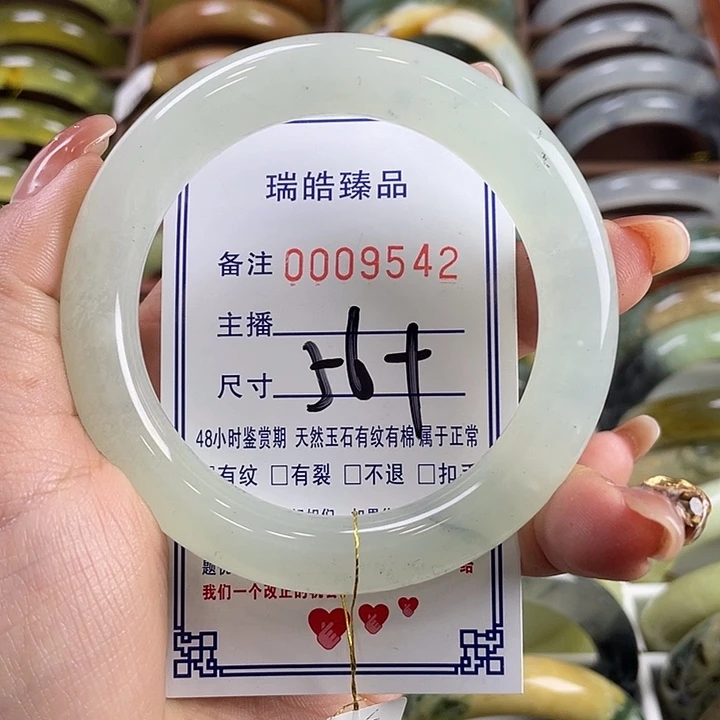 瑞皓臻品
备注 0009542
主播
尺寸 56+
48小时鉴赏期 天然玉石有纹有棉属于正常
有纹 □有裂 □不退 □扣手
我们一个改正的机会